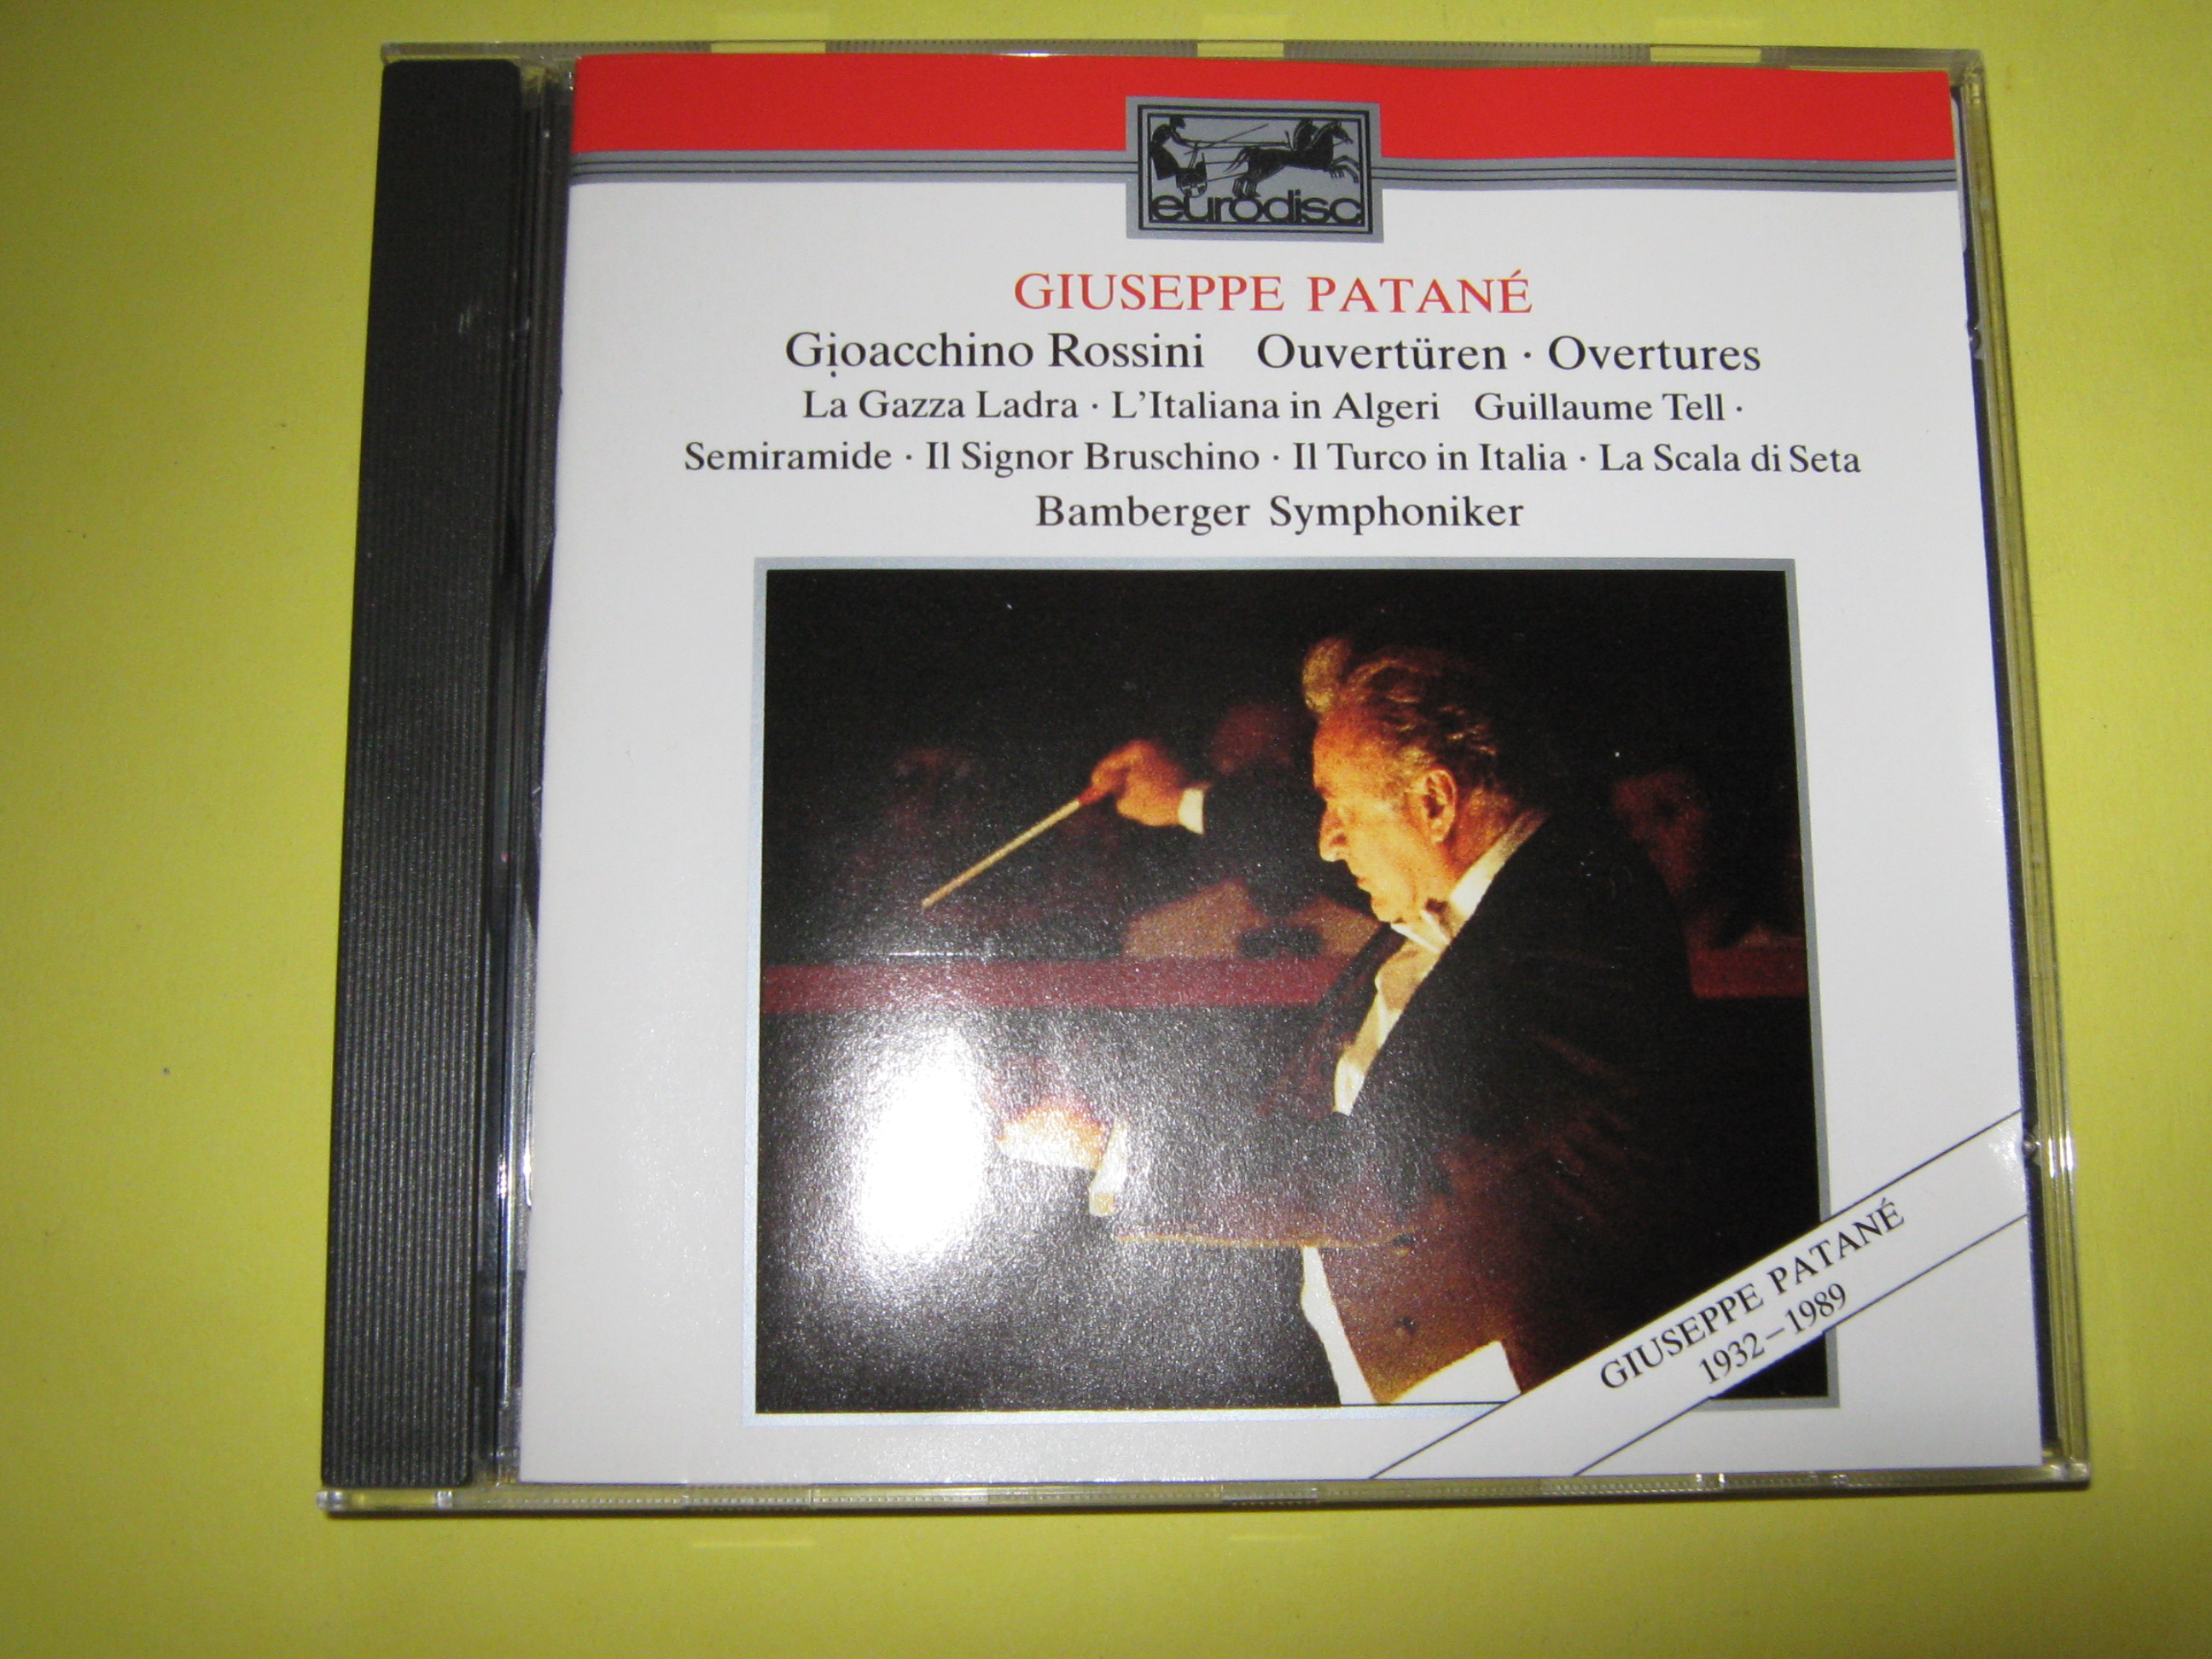 eurodisc
GIUSEPPE PATANÉ
Gioacchino Rossini Ouvertüren · Overtures
La Gazza Ladra · L'Italiana in Algeri Guillaume Tell ·
Semiramide · Il Signor Bruschino · Il Turco in Italia · La Scala di Seta
Bamberger Symphoniker
GIUSEPPE PATANÉ
1932–1989